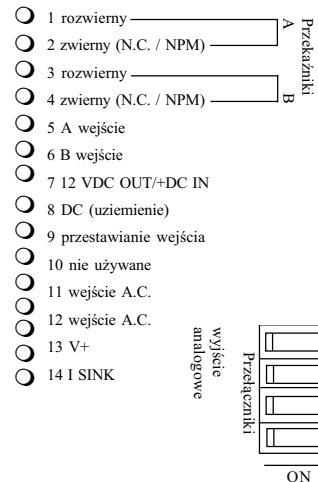 1 rozwierny
2 zwierny (N.C. / NPM)
3 rozwierny
4 zwierny (N.C. / NPM)
A
B
Przekaźniki
5 A wejście
6 B wejście
7 12 VDC OUT/+DC IN
8 DC (uziemienie)
9 przestawianie wejścia
10 nie używane
11 wejście A.C.
12 wejście A.C.
13 V+
14 I SINK
wyjście
analogowe
Przełączniki
ON